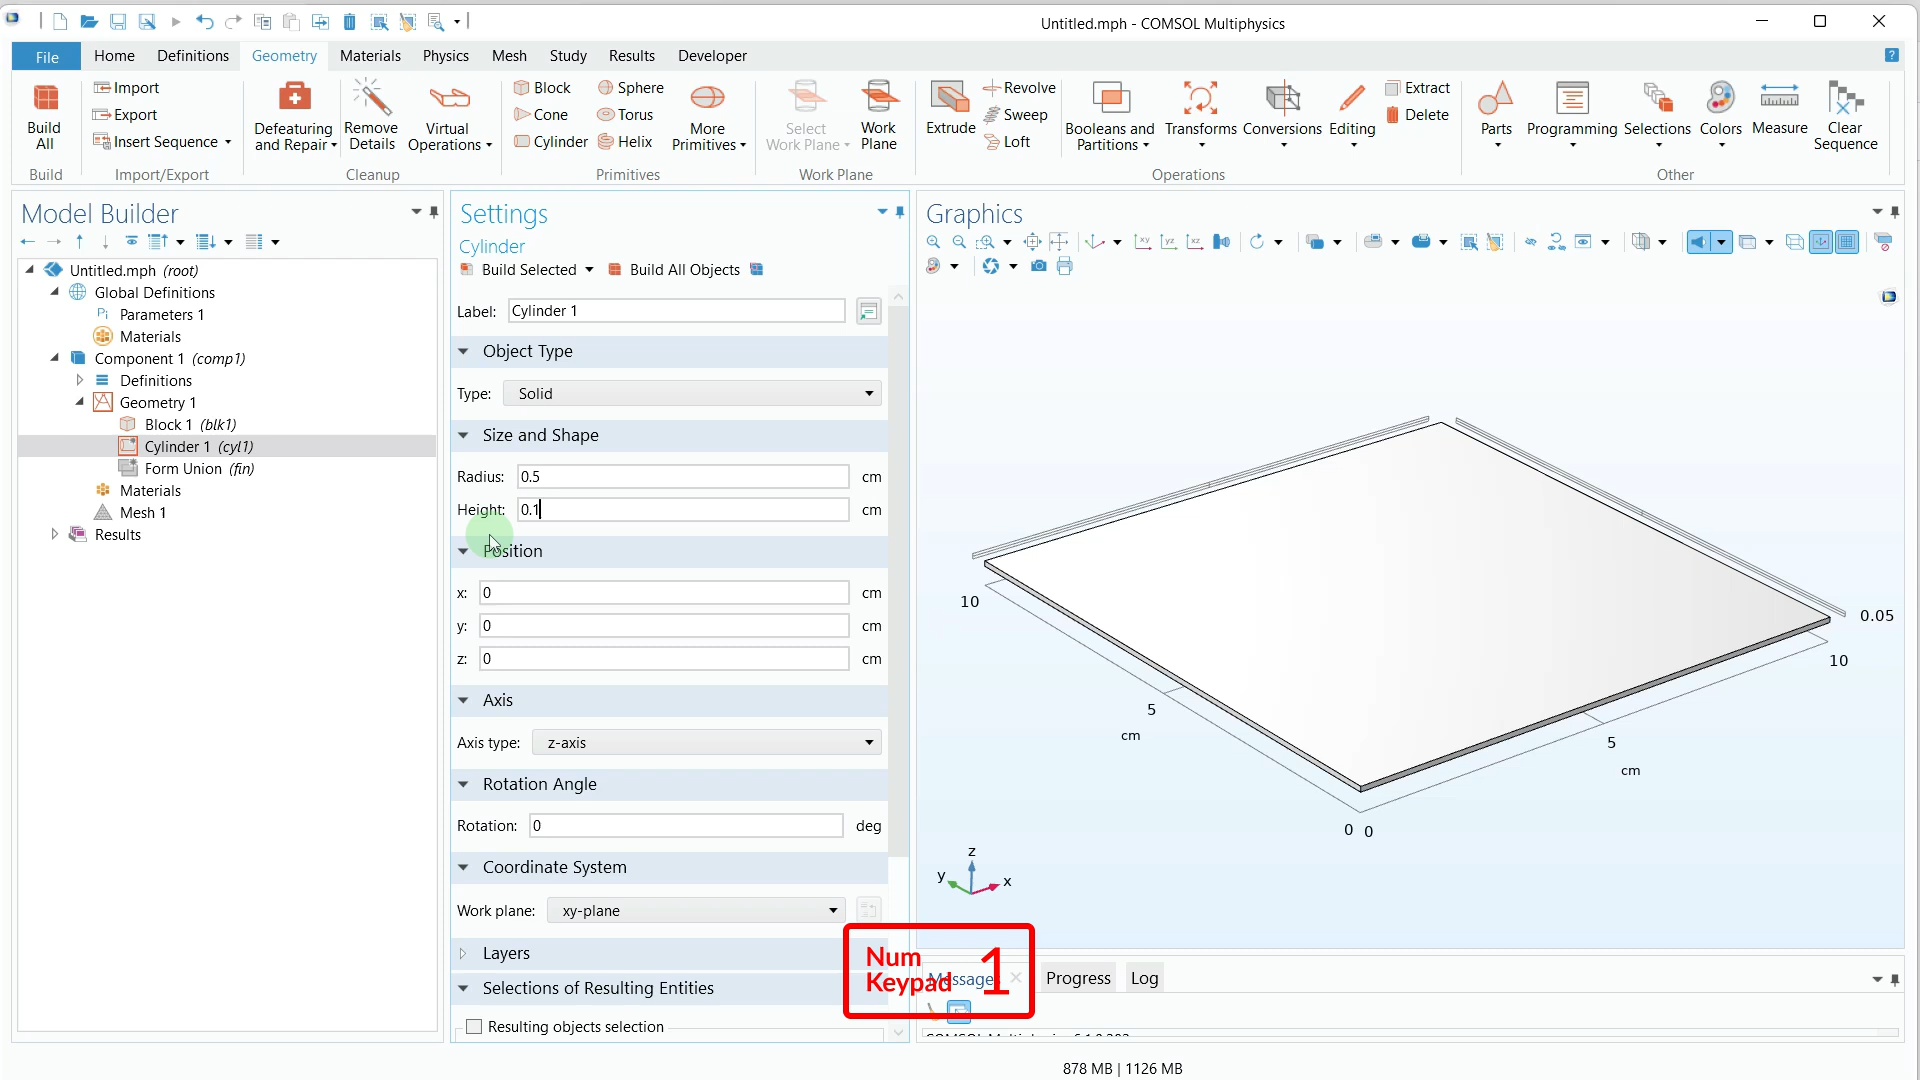 Untitled.mph - COMSOL Multiphysics
File Home Definitions Geometry Materials Physics Mesh Study Results Developer
Build All
Build
Import
Export
Insert Sequence
Import/Export
Defeaturing and Repair
Remove Details
Virtual Operations
Cleanup
Block Sphere
Cone Torus
Cylinder Helix
More Primitives
Primitives
Select Work Plane
Work Plane
Work Plane
Extrude
Revolve
Sweep
Loft
Booleans and Partitions
Transforms
Conversions
Editing
Extract
Delete
Operations
Parts
Programming
Selections
Colors
Measure
Clear Sequence
Other
Model Builder
Untitled.mph (root)
Global Definitions
Pi Parameters 1
Materials
Component 1 (comp1)
Definitions
Geometry 1
Block 1 (blk1)
Cylinder 1 (cyl1)
Form Union (fin)
Materials
Mesh 1
Results
Settings
Cylinder
Build Selected Build All Objects
Label: Cylinder 1
Object Type
Type: Solid
Size and Shape
Radius: 0.5 cm
Height: 0.1 cm
Position
x: 0 cm
y: 0 cm
z: 0 cm
Axis
Axis type: z-axis
Rotation Angle
Rotation: 0 deg
Coordinate System
Work plane: xy-plane
Layers
Selections of Resulting Entities
Resulting objects selection
Graphics
xy yz xz
10
0.05
10
5
cm
5
cm
0 0
z
y x
Num Keypad 1
Messages Progress Log
878 MB | 1126 MB